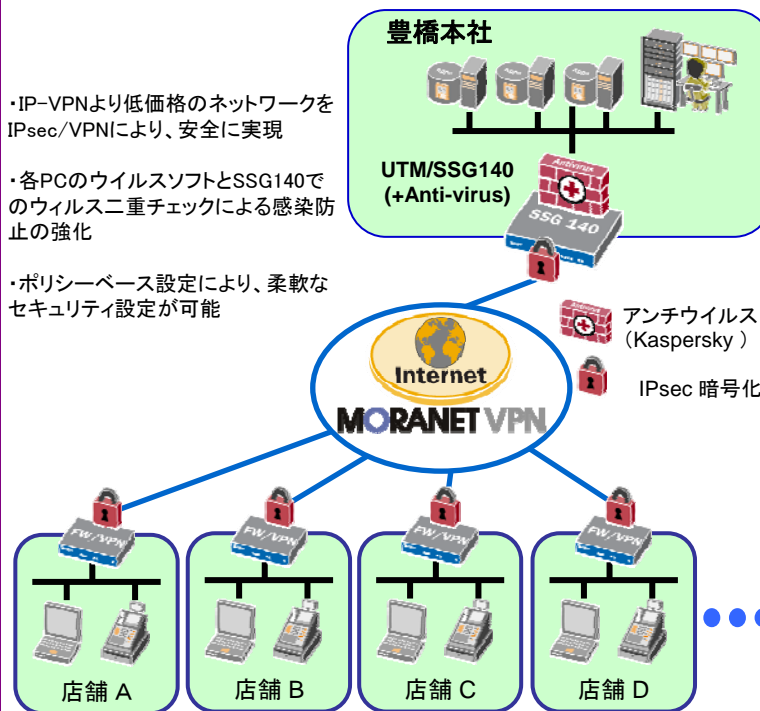 ・IP-VPNより低価格のネットワークを
IPsec/VPNにより、安全に実現
・各PCのウイルスソフトとSSG140で
のウィルス二重チェックによる感染防
止の強化
・ポリシーベース設定により、柔軟な
セキュリティ設定が可能
豊橋本社
UTM/SSG140
(+Anti-virus)
Antivirus
SSG 140
アンチウイルス
（Kaspersky ）
IPsec 暗号化
Internet
MORANET VPN
FW/VPN
FW/VPN
FW/VPN
FW/VPN
店舗 A
店舗 B
店舗 C
店舗 D